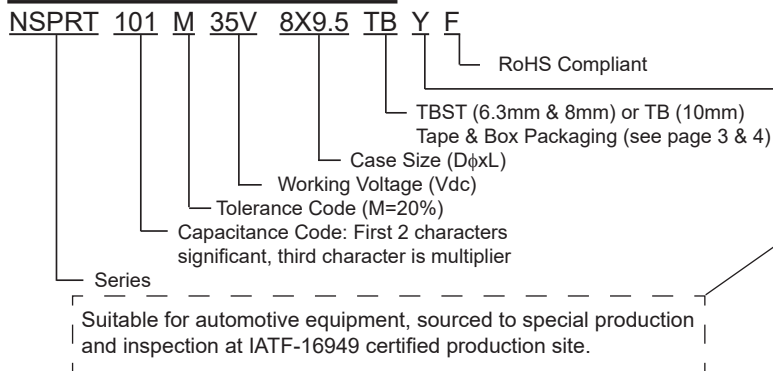 NSPRT 101 M 35V 8X9.5 TB Y F
RoHS Compliant
TBST (6.3mm & 8mm) or TB (10mm)
Tape & Box Packaging (see page 3 & 4)
Case Size (DϕxL)
Working Voltage (Vdc)
Tolerance Code (M=20%)
Capacitance Code: First 2 characters
significant, third character is multiplier
Series
Suitable for automotive equipment, sourced to special production
and inspection at IATF-16949 certified production site.